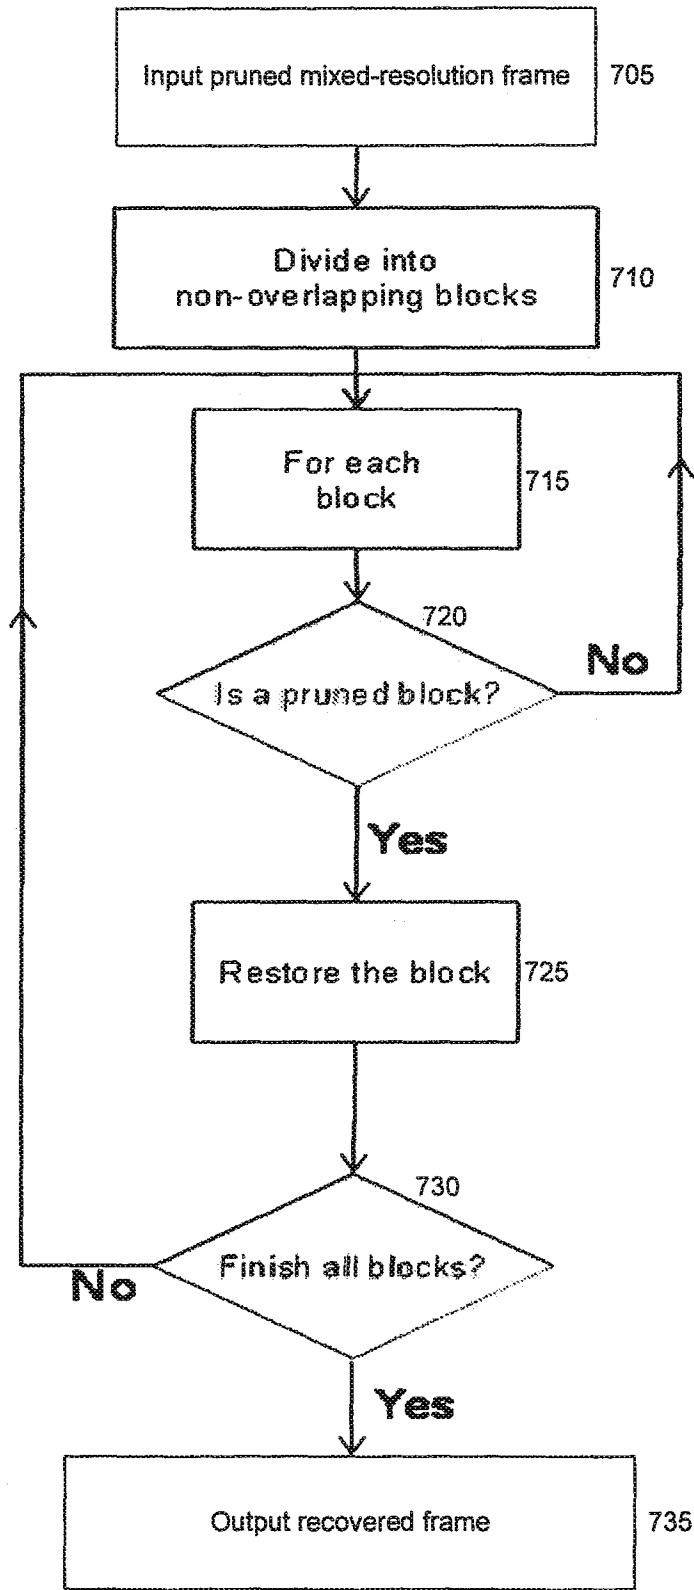 Input pruned mixed-resolution frame
705
Divide into
non-overlapping blocks
710
For each
block
715
720
Is a pruned block?
No
Yes
Restore the block
725
730
Finish all blocks?
No
Yes
Output recovered frame
735